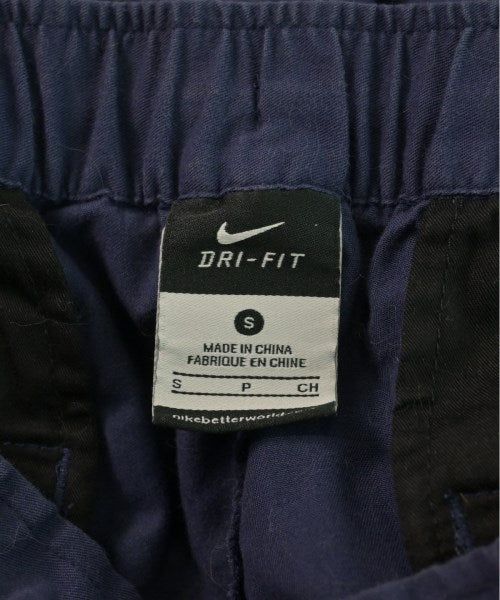 DRI-FIT
S
MADE IN CHINA
FABRIQUE EN CHINE
S P CH